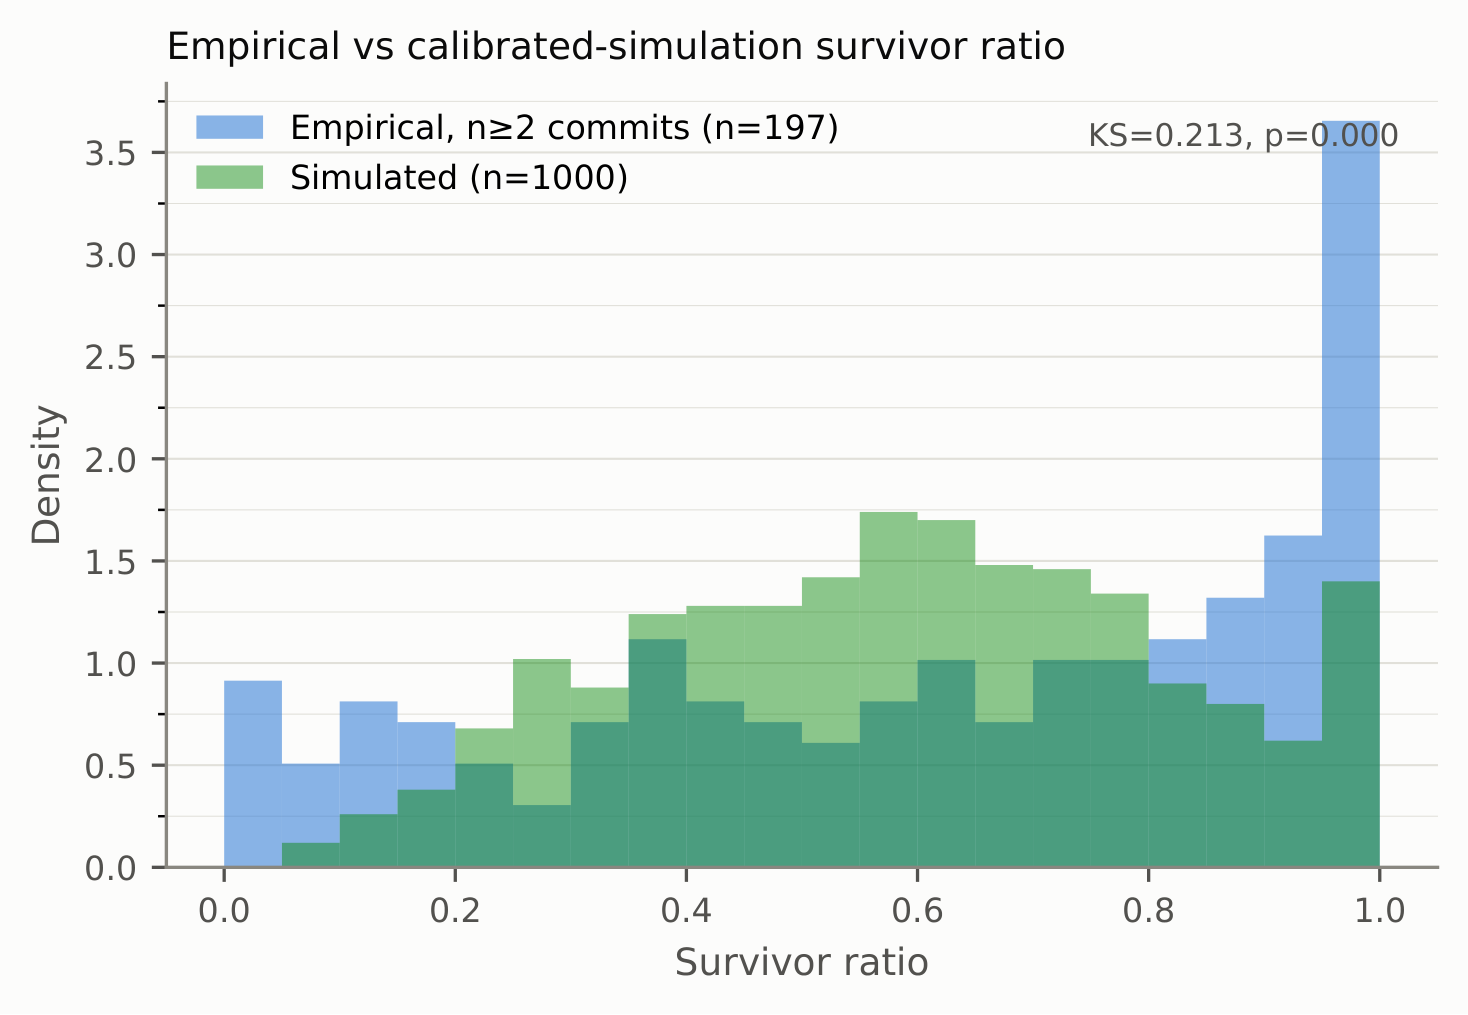 Empirical vs calibrated-simulation survivor ratio
Empirical, n≥2 commits (n=197)
Simulated (n=1000)
KS=0.213, p=0.000
Density
3.5
3.0
2.5
2.0
1.5
1.0
0.5
0.0
0.0 0.2 0.4 0.6 0.8 1.0
Survivor ratio